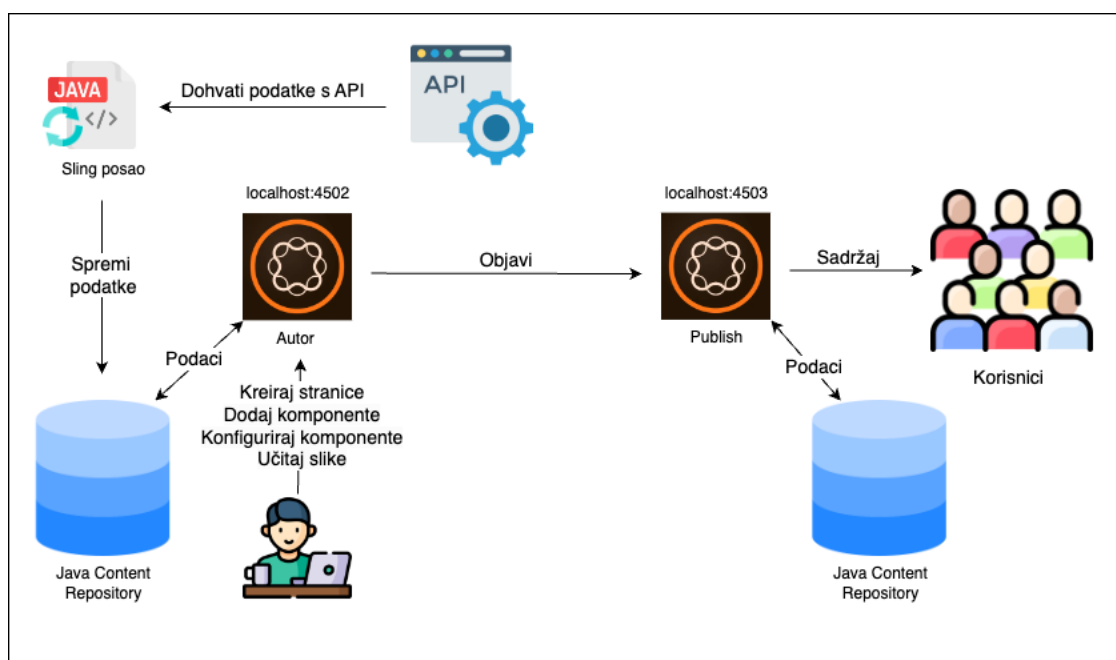 API
JAVA
</>
Dohvati podatke s API
Sling posao
localhost:4502
localhost:4503
Spremi
podatke
Objavi
Sadržaj
Autor
Publish
Podaci
Podaci
Korisnici
Kreiraj stranice
Dodaj komponente
Konfiguriraj komponente
Učitaj slike
Java Content
Repository
Java Content
Repository